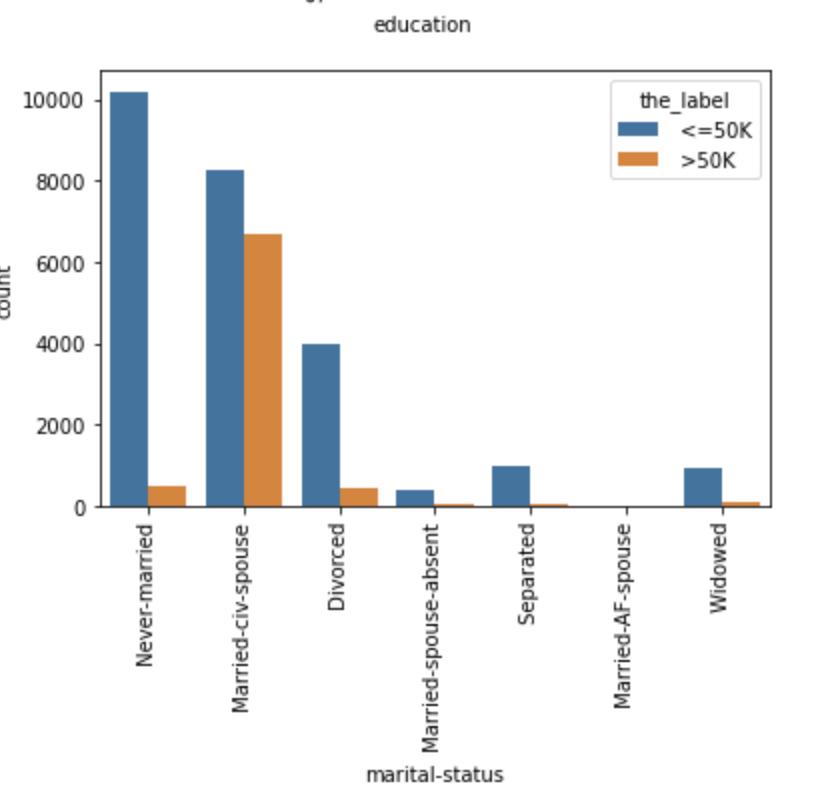 education
the_label
<=50K
>50K
10000
8000
6000
4000
2000
0
count
Never-married
Married-civ-spouse
Divorced
Married-spouse-absent
Separated
Married-AF-spouse
Widowed
marital-status